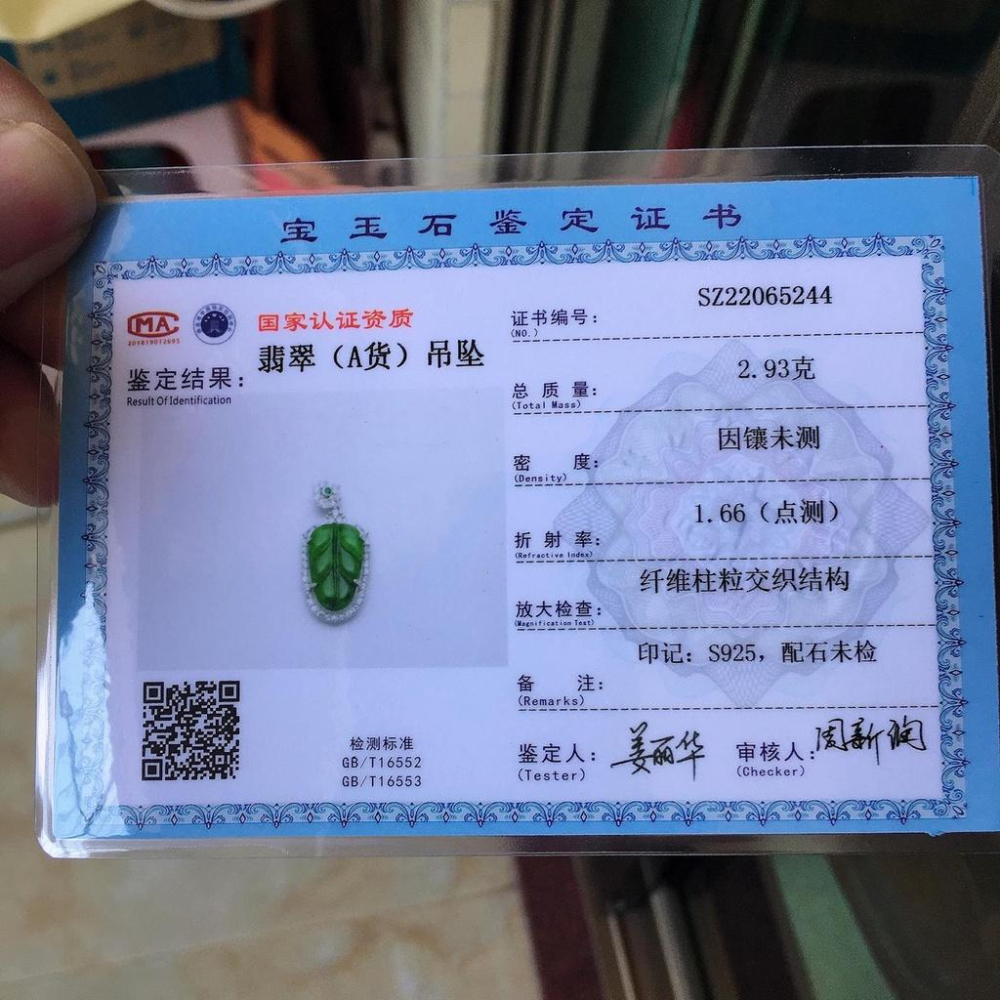 宝玉石鉴定证书
MA
201819012695
国家认证资质
鉴定结果：
翡翠（A货）吊坠
Result Of Identification
检测标准
GB/T16552
GB/T16553
证书编号：
SZ22065244
(NO.)
总质量：
2.93克
(Total Mass)
密度：
因镶未测
(Density)
折射率：
1.66（点测）
(Refractive Index)
放大检查：
纤维柱粒交织结构
(Magnification Test)
备注：
印记：S925，配石未检
(Remarks)
鉴定人：
姜丽华
(Tester)
审核人：
(Checker)